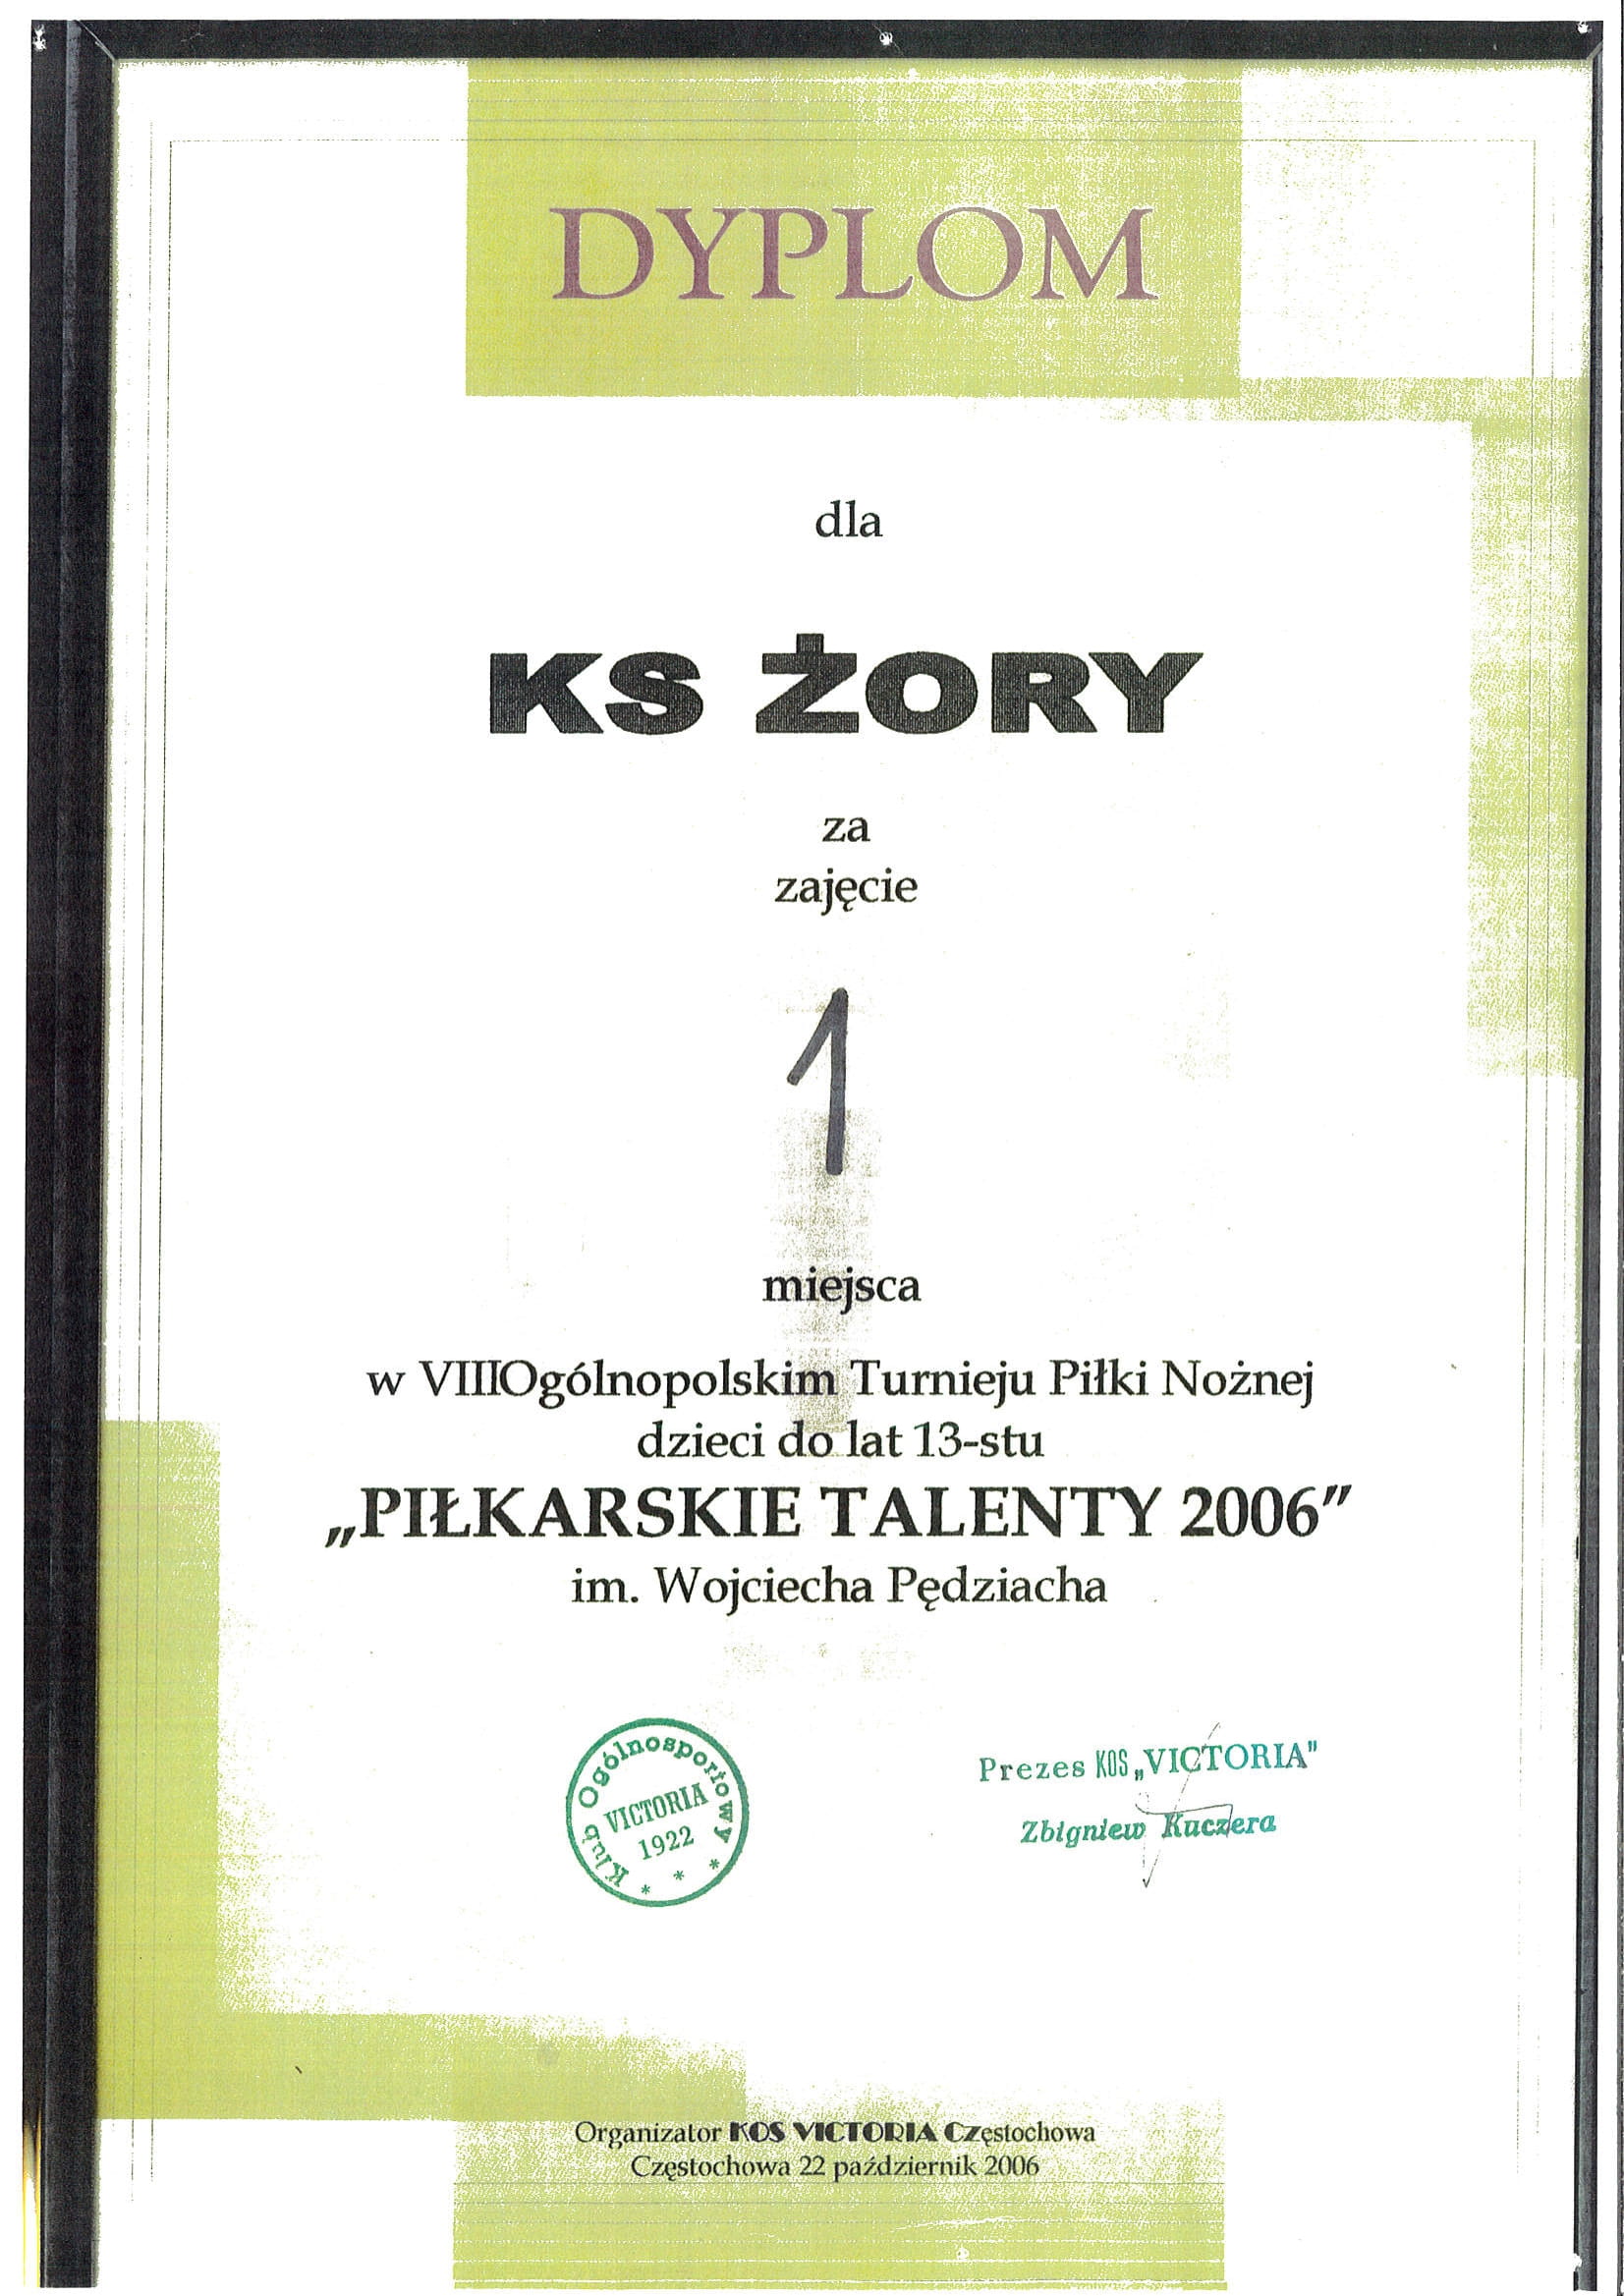 DYPLOM
dla
KS ŻORY
za
zajęcie
1
miejsca
w VIIIOgólnopolskim Turnieju Piłki Nożnej
dzieci do lat 13-stu
„PIŁKARSKIE TALENTY 2006”
im. Wojciecha Pędziacha
Klub Ogólnosportowy
VICTORIA
1922
* * *
Prezes KOS „VICTORIA"
Zbigniew Kuczera
Organizator KOS VICTORIA Częstochowa
Częstochowa 22 październik 2006